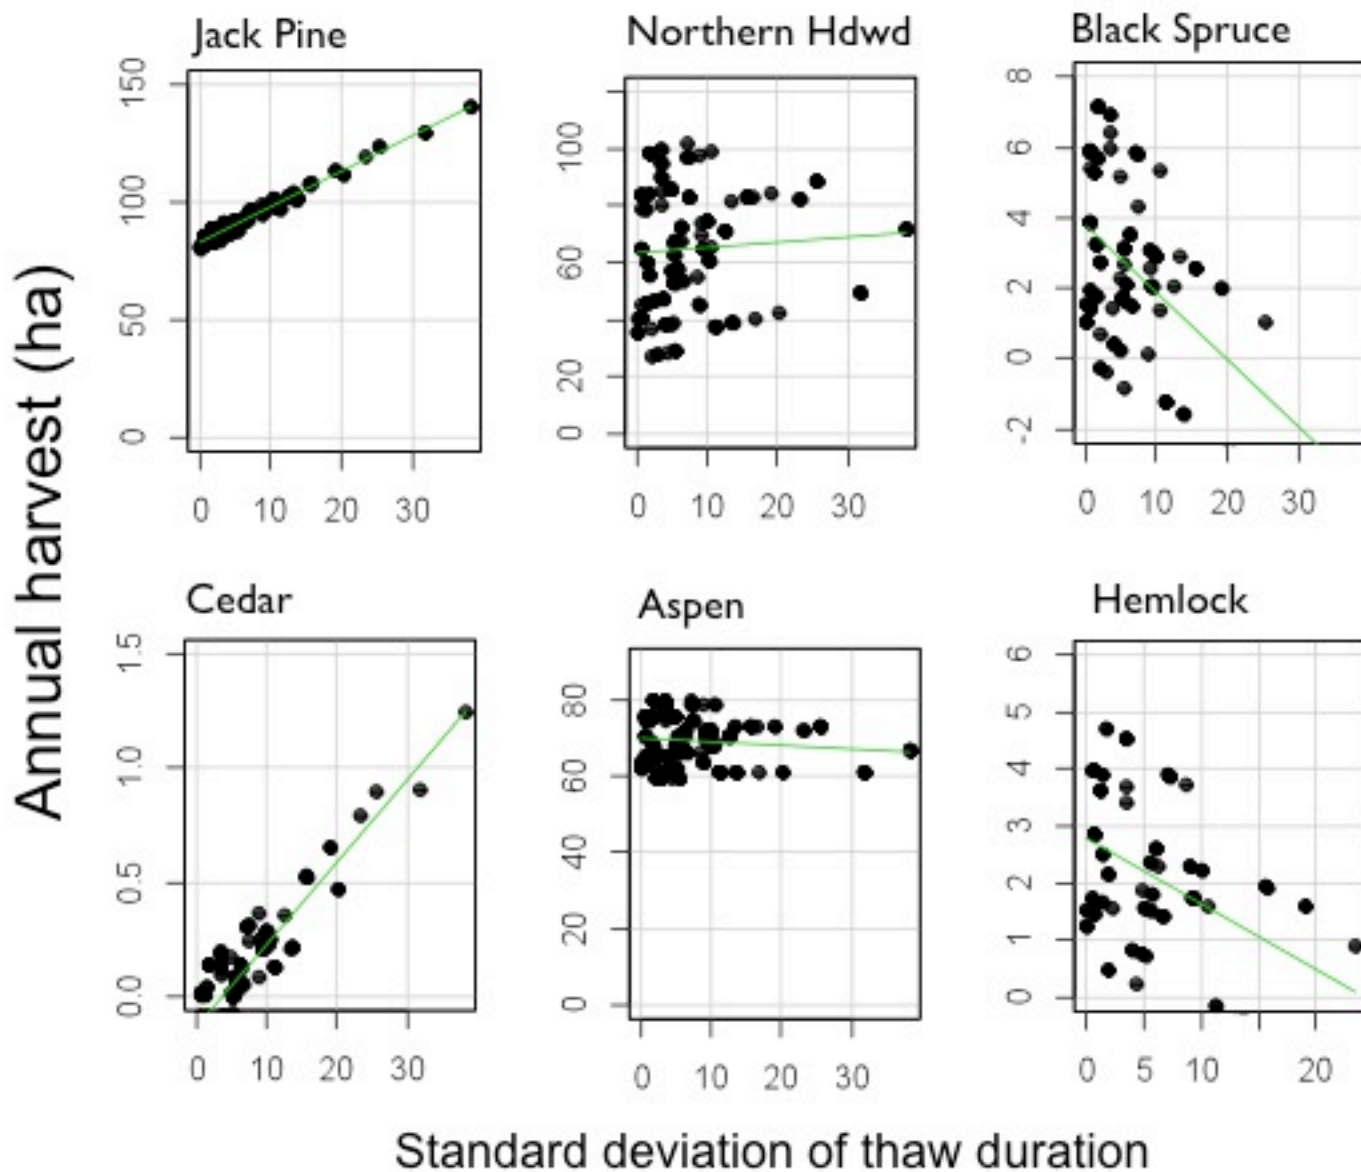 Jack Pine
Northern Hdwd
Black Spruce
150
100
50
0
0 10 20 30
100
60
20
0
0 10 20 30
8
6
4
2
0
-2
0 10 20 30
Annual harvest (ha)
Cedar
Aspen
Hemlock
1.5
1.0
0.5
0.0
0 10 20 30
80
60
40
20
0
0 10 20 30
6
5
4
3
2
1
0
0 5 10 20
Standard deviation of thaw duration